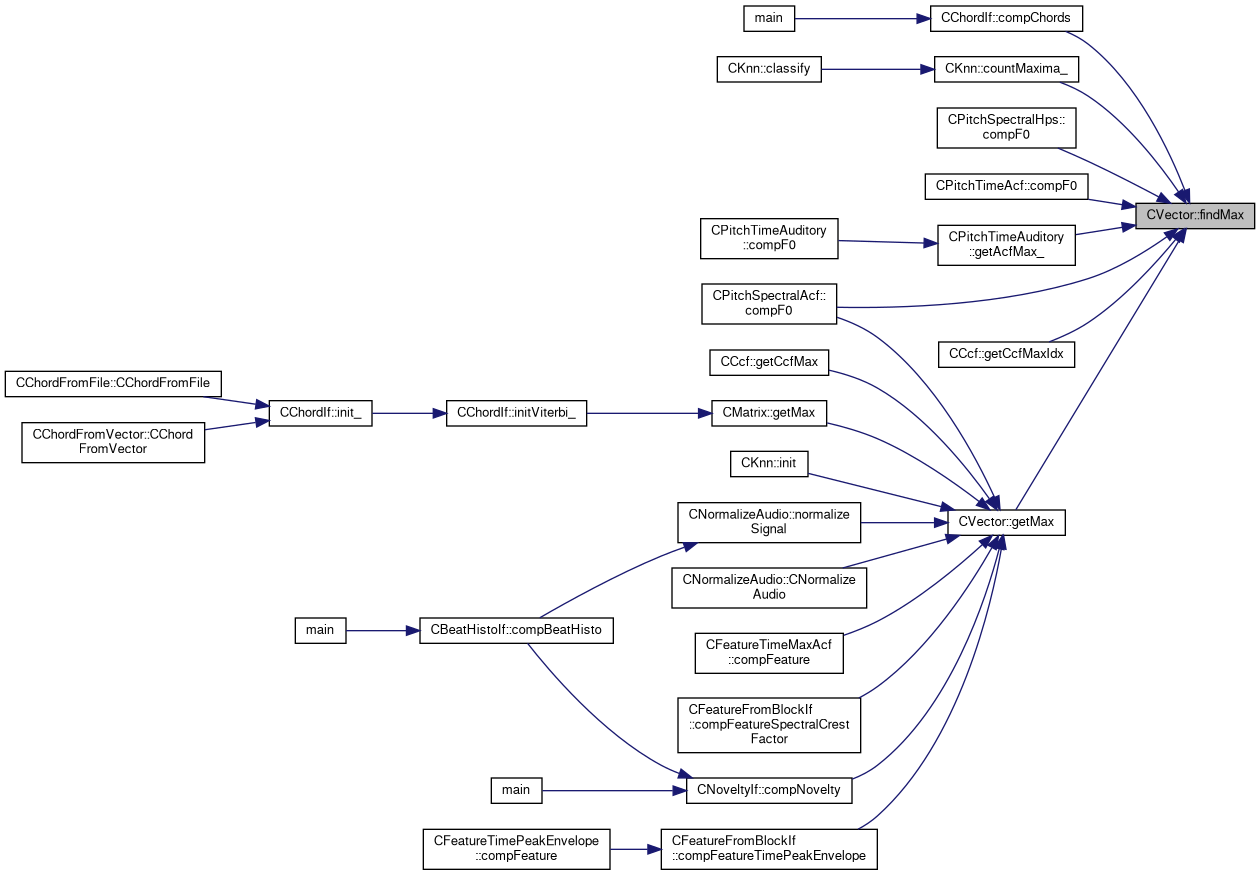 main
CChordIf::compChords
CKnn::classify
CKnn::countMaxima_
CPitchSpectralHps::
compF0
CPitchTimeAcf::compF0
CVector::findMax
CPitchTimeAuditory
::compF0
CPitchTimeAuditory
::getAcfMax_
CPitchSpectralAcf::
compF0
CCcf::getCcfMaxIdx
CCcf::getCcfMax
CChordFromFile::CChordFromFile
CChordIf::init_
CChordIf::initViterbi_
CMatrix::getMax
CChordFromVector::CChord
FromVector
CKnn::init
CNormalizeAudio::normalize
Signal
CVector::getMax
CNormalizeAudio::CNormalize
Audio
main
CBeatHistoIf::compBeatHisto
CFeatureTimeMaxAcf
::compFeature
CFeatureFromBlockIf
::compFeatureSpectralCrest
Factor
main
CNoveltyIf::compNovelty
CFeatureTimePeakEnvelope
::compFeature
CFeatureFromBlockIf
::compFeatureTimePeakEnvelope